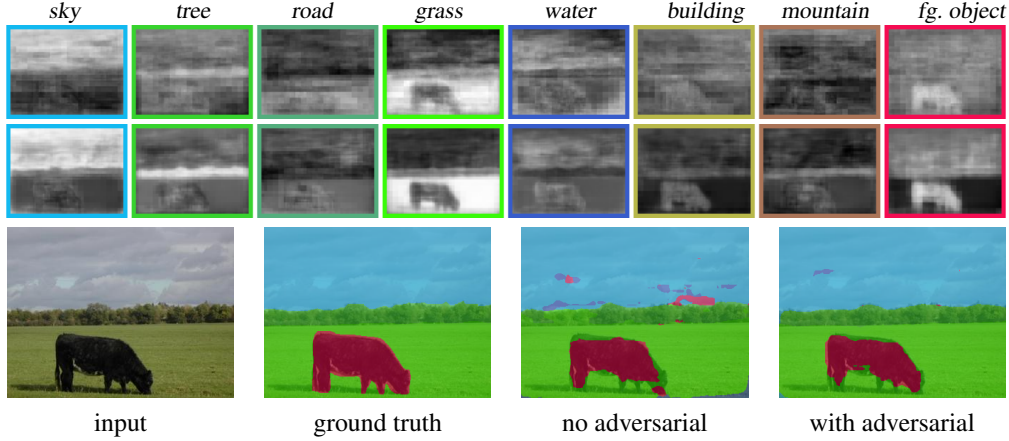 sky tree road grass water building mountain fg. object
input ground truth no adversarial with adversarial